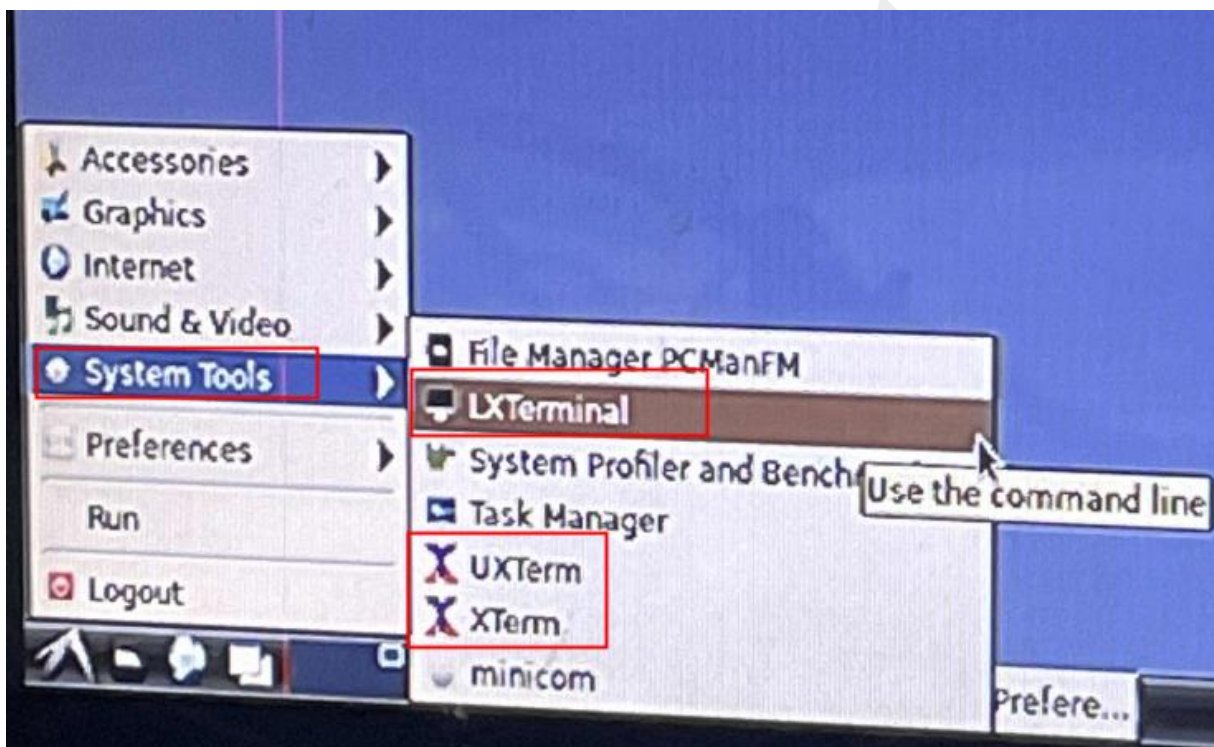 Accessories
Graphics
Internet
Sound & Video
System Tools
Preferences
Run
Logout
File Manager PCManFM
LXTerminal
System Profiler and Bench
Use the command line
Task Manager
UXTerm
XTerm
minicom
Prefere...